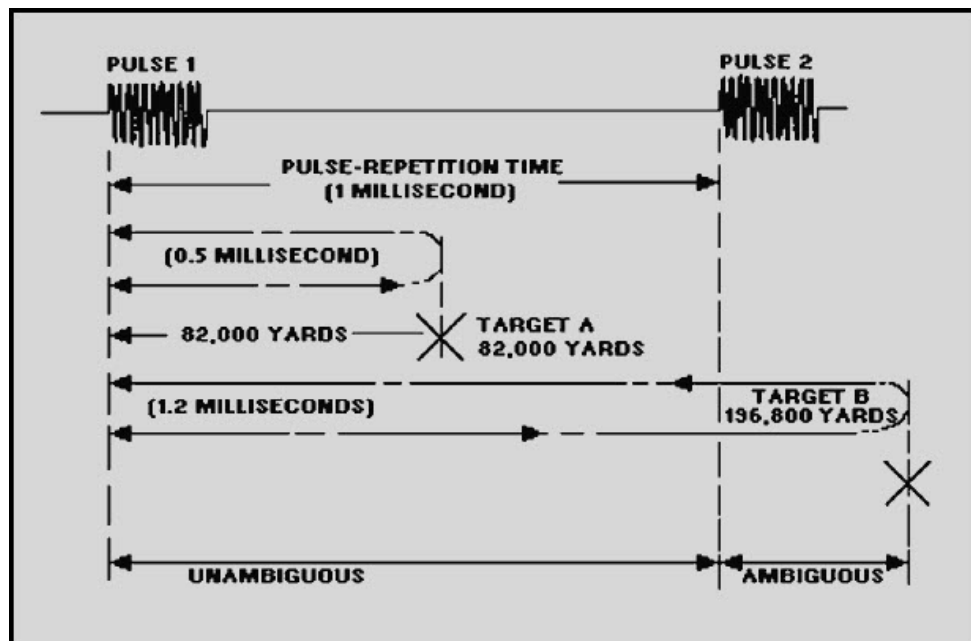 PULSE 1
PULSE 2
PULSE-REPETITION TIME
(1 MILLISECOND)
(0.5 MILLISECOND)
82,000 YARDS
TARGET A
82,000 YARDS
(1.2 MILLISECONDS)
TARGET B
196,800 YARDS
UNAMBIGUOUS
AMBIGUOUS